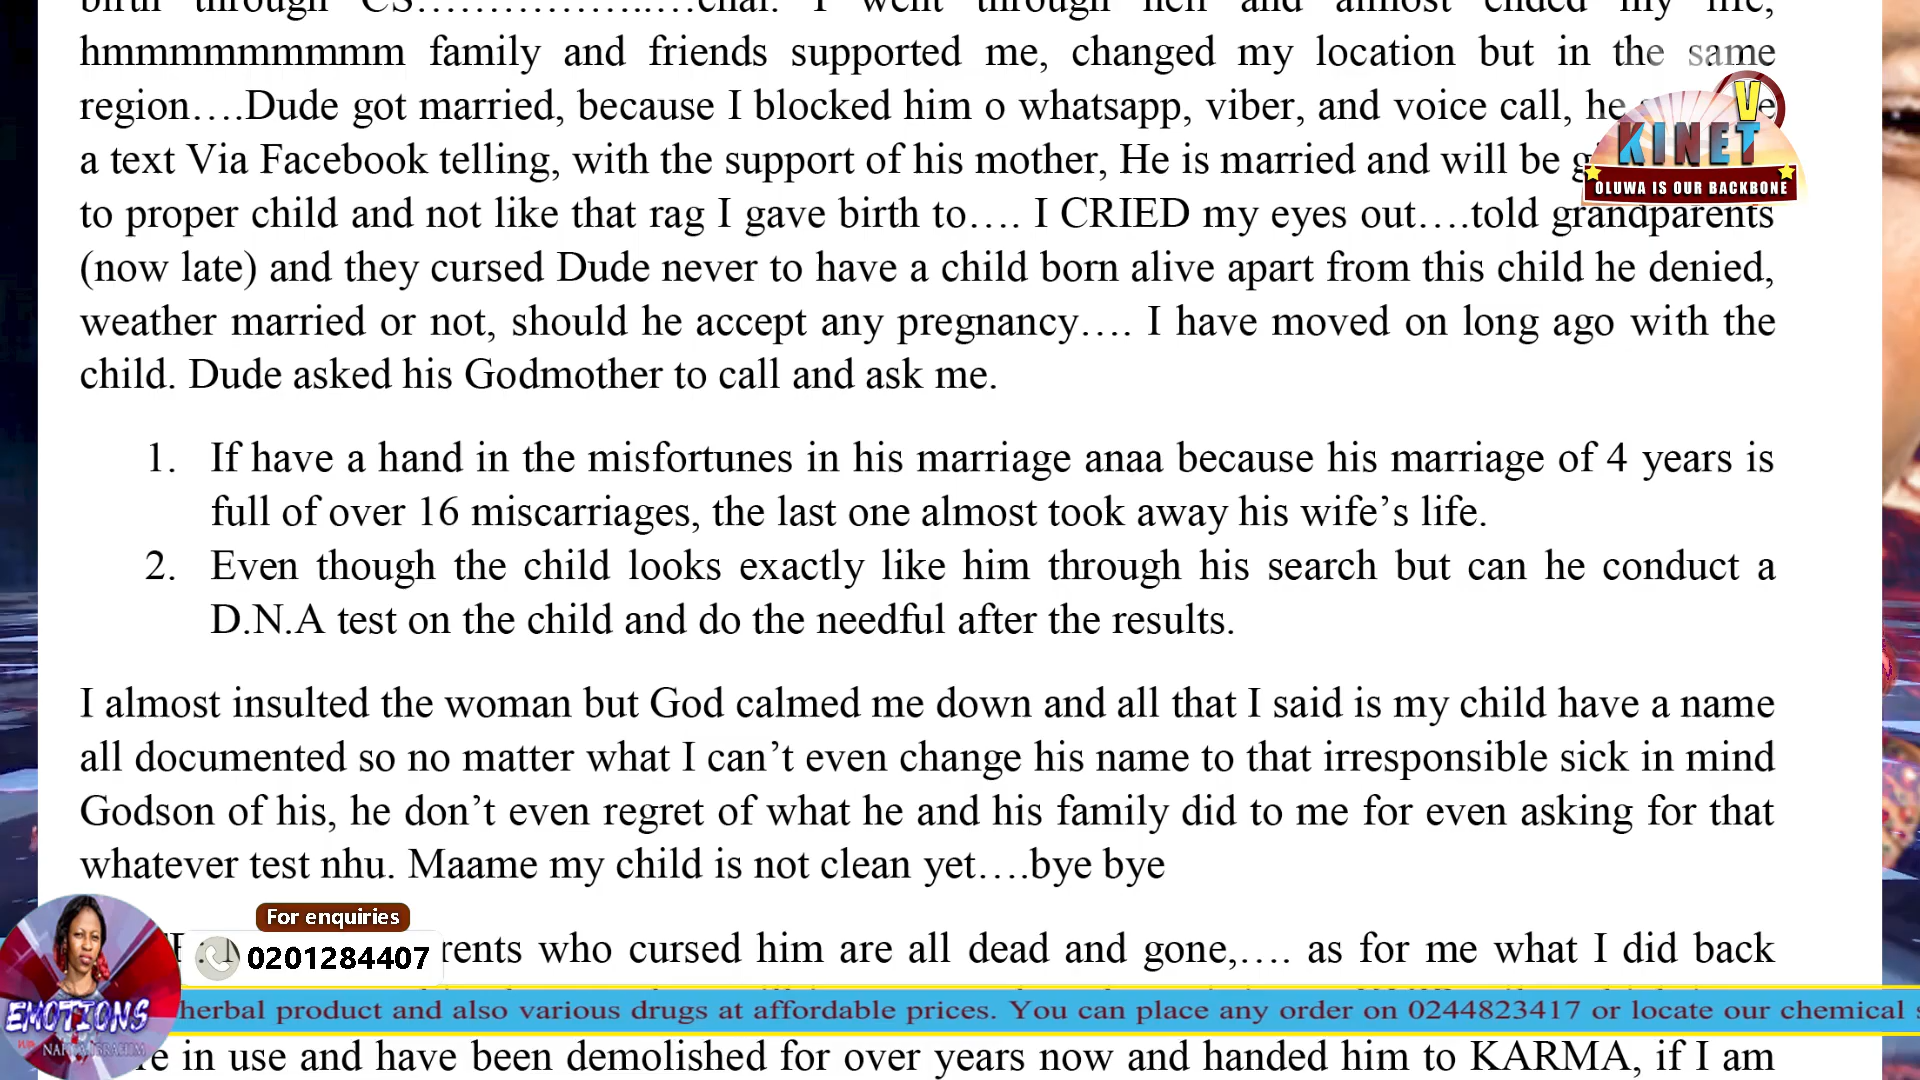 birth through CS……………..…chai. I went through hell and almost ended my life,
hmmmmmmmmm family and friends supported me, changed my location but in the same
region….Dude got married, because I blocked him o whatsapp, viber, and voice call, he
a text Via Facebook telling, with the support of his mother, He is married and will be
to proper child and not like that rag I gave birth to…. I CRIED my eyes out….told grandparents
(now late) and they cursed Dude never to have a child born alive apart from this child he denied,
weather married or not, should he accept any pregnancy…. I have moved on long ago with the
child. Dude asked his Godmother to call and ask me.
1. If have a hand in the misfortunes in his marriage anaa because his marriage of 4 years is
full of over 16 miscarriages, the last one almost took away his wife’s life.
2. Even though the child looks exactly like him through his search but can he conduct a
D.N.A test on the child and do the needful after the results.
I almost insulted the woman but God calmed me down and all that I said is my child have a name
all documented so no matter what I can’t even change his name to that irresponsible sick in mind
Godson of his, he don’t even regret of what he and his family did to me for even asking for that
whatever test nhu. Maame my child is not clean yet….bye bye
who cursed him are all dead and gone,…. as for me what I did back
in use and have been demolished for over years now and handed him to KARMA, if I am
KINET V
OLUWA IS OUR BACKBONE
For enquiries
0201284407
EMOTIONS
herbal product and also various drugs at affordable prices. You can place any order on 0244823417 or locate our chemical